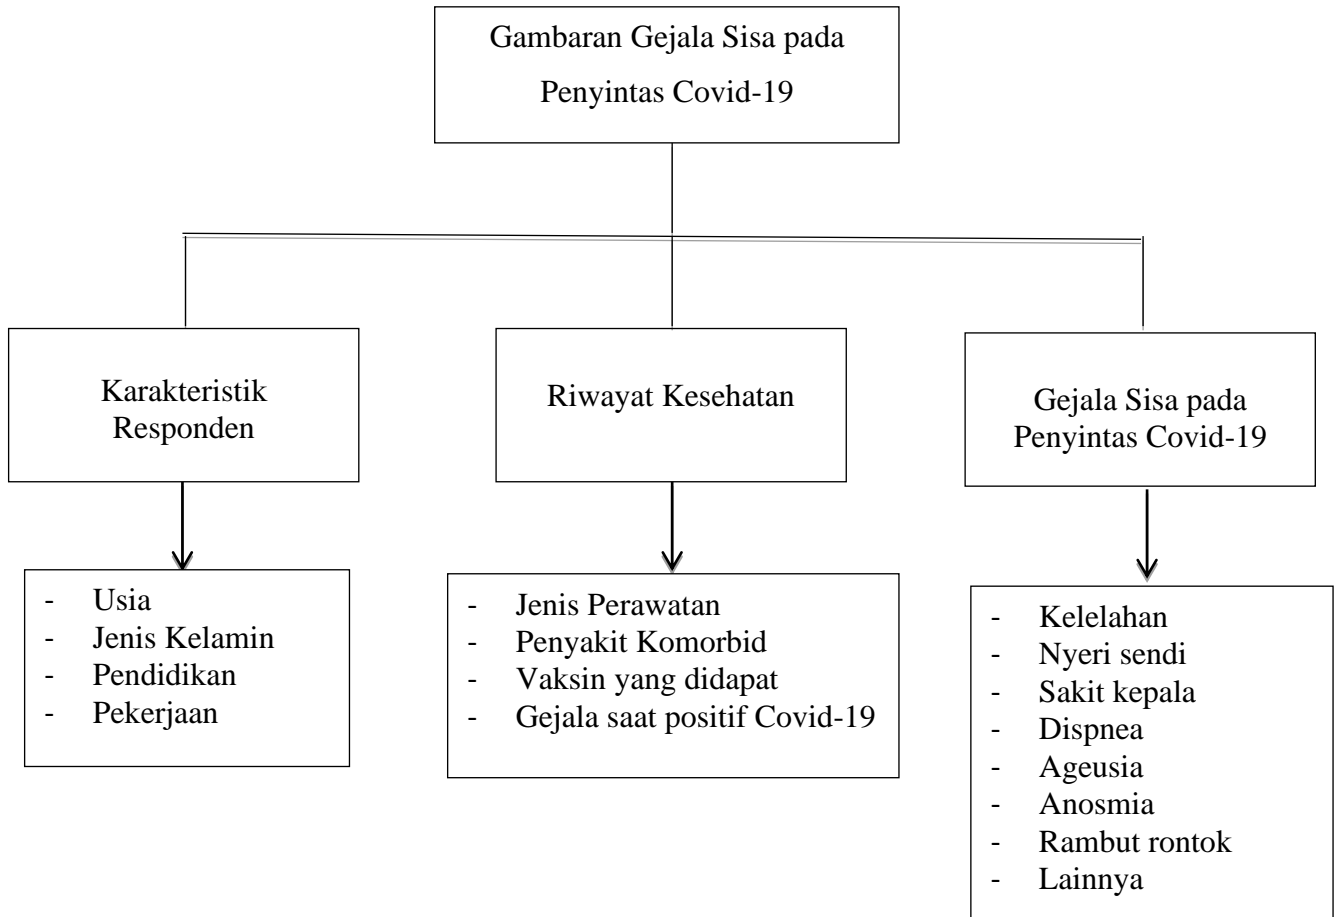 Gambaran Gejala Sisa pada
Penyintas Covid-19
Karakteristik
Responden
Riwayat Kesehatan
Gejala Sisa pada
Penyintas Covid-19
- Usia
- Jenis Kelamin
- Pendidikan
- Pekerjaan
- Jenis Perawatan
- Penyakit Komorbid
- Vaksin yang didapat
- Gejala saat positif Covid-19
- Kelelahan
- Nyeri sendi
- Sakit kepala
- Dispnea
- Ageusia
- Anosmia
- Rambut rontok
- Lainnya